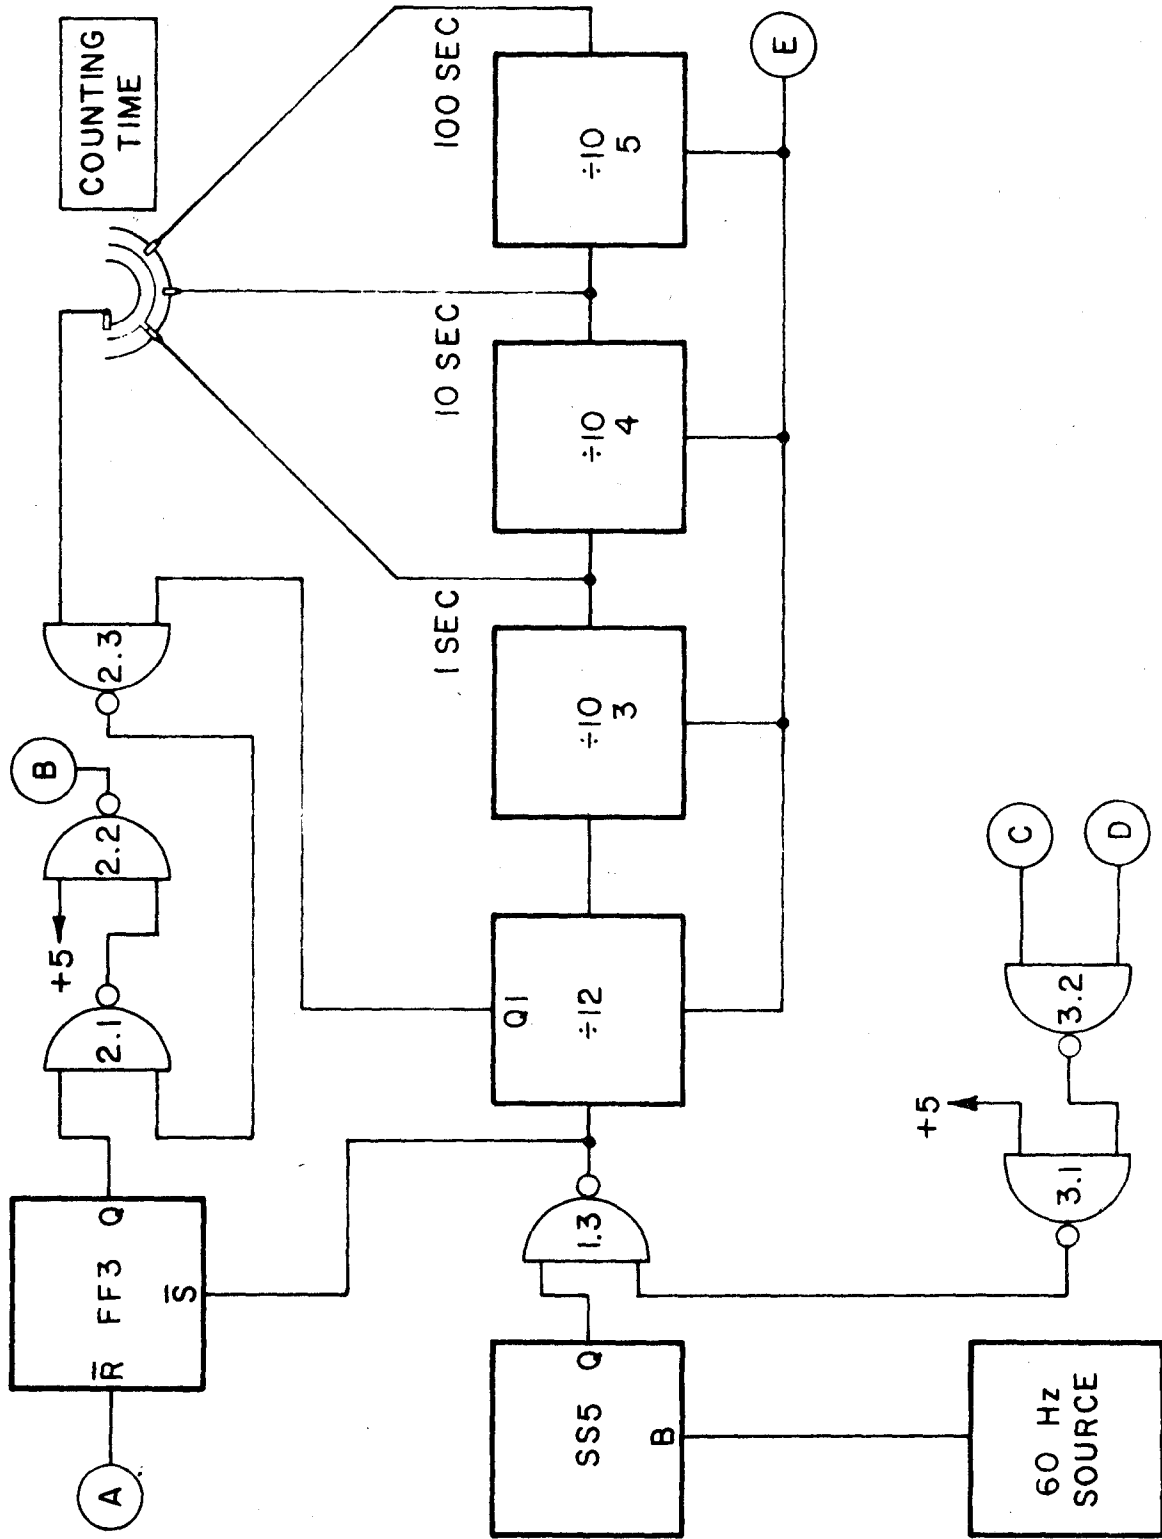 COUNTING
TIME
A
R̅ FF3 Q
S̅
2.1
+5
2.2
B
2.3
SS5 Q
B
1.3
Q1
÷12
÷10
3
1 SEC
÷10
4
10 SEC
÷10
5
100 SEC
E
60 Hz
SOURCE
+5
3.1
3.2
C
D